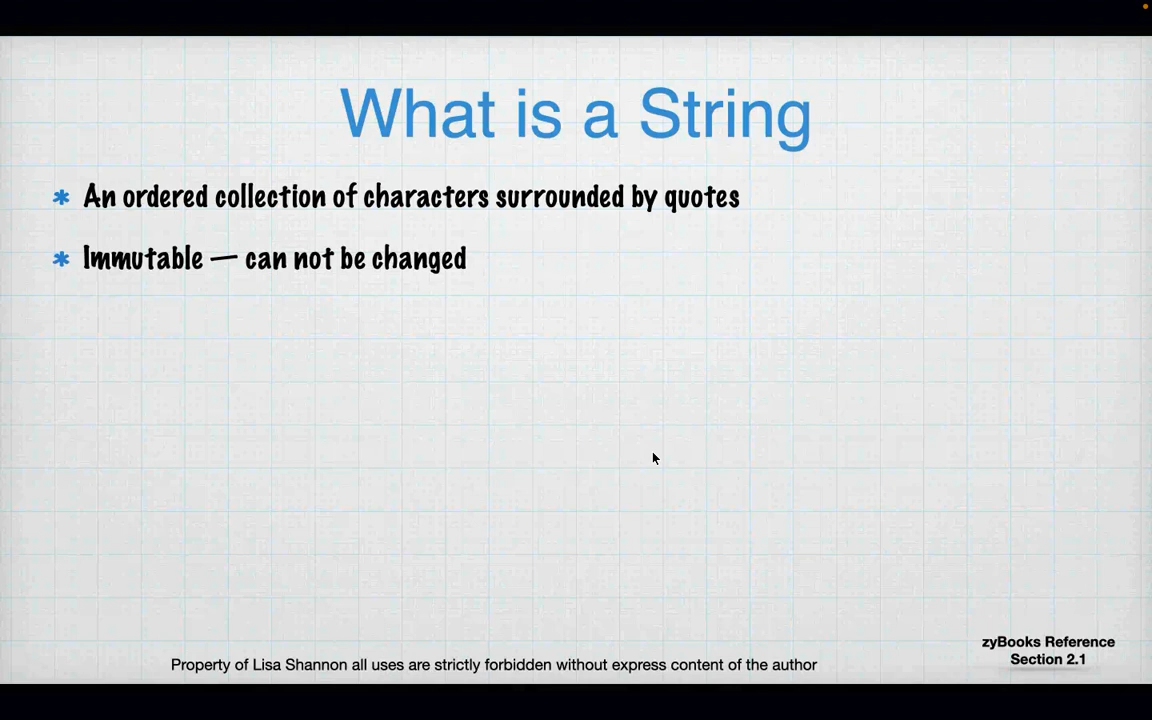 What is a String
* An ordered collection of characters surrounded by quotes
* Immutable — can not be changed
zyBooks Reference
Section 2.1
Property of Lisa Shannon all uses are strictly forbidden without express content of the author